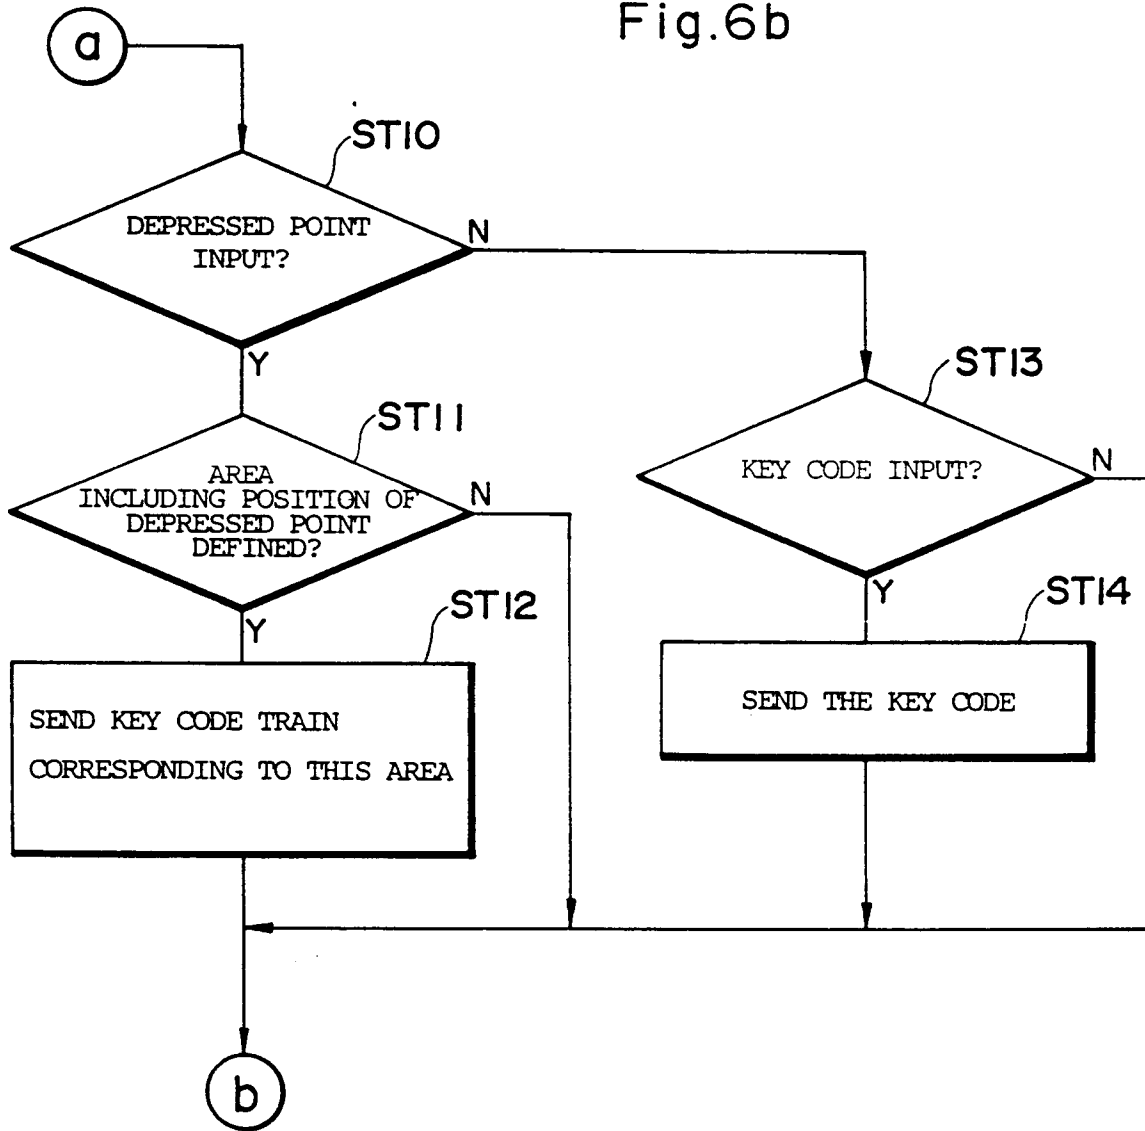 Fig.6b
a
ST10
DEPRESSED POINT
INPUT?
N
Y
ST13
KEY CODE INPUT?
N
Y
ST11
AREA
INCLUDING POSITION OF
DEPRESSED POINT
DEFINED?
N
Y
ST12
SEND KEY CODE TRAIN
CORRESPONDING TO THIS AREA
ST14
SEND THE KEY CODE
b